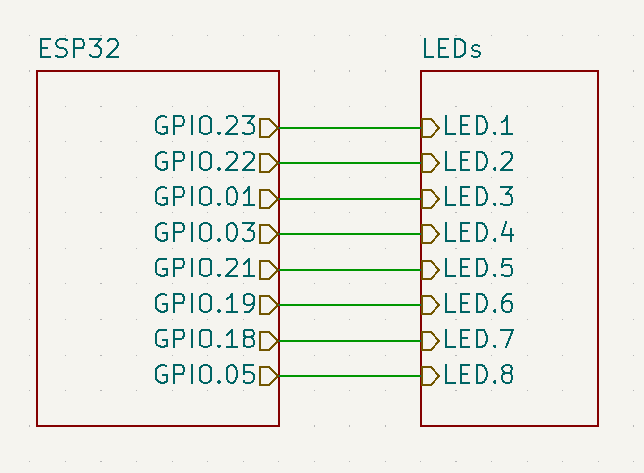 ESP32 LEDs
GPIO.23 LED.1
GPIO.22 LED.2
GPIO.01 LED.3
GPIO.03 LED.4
GPIO.21 LED.5
GPIO.19 LED.6
GPIO.18 LED.7
GPIO.05 LED.8